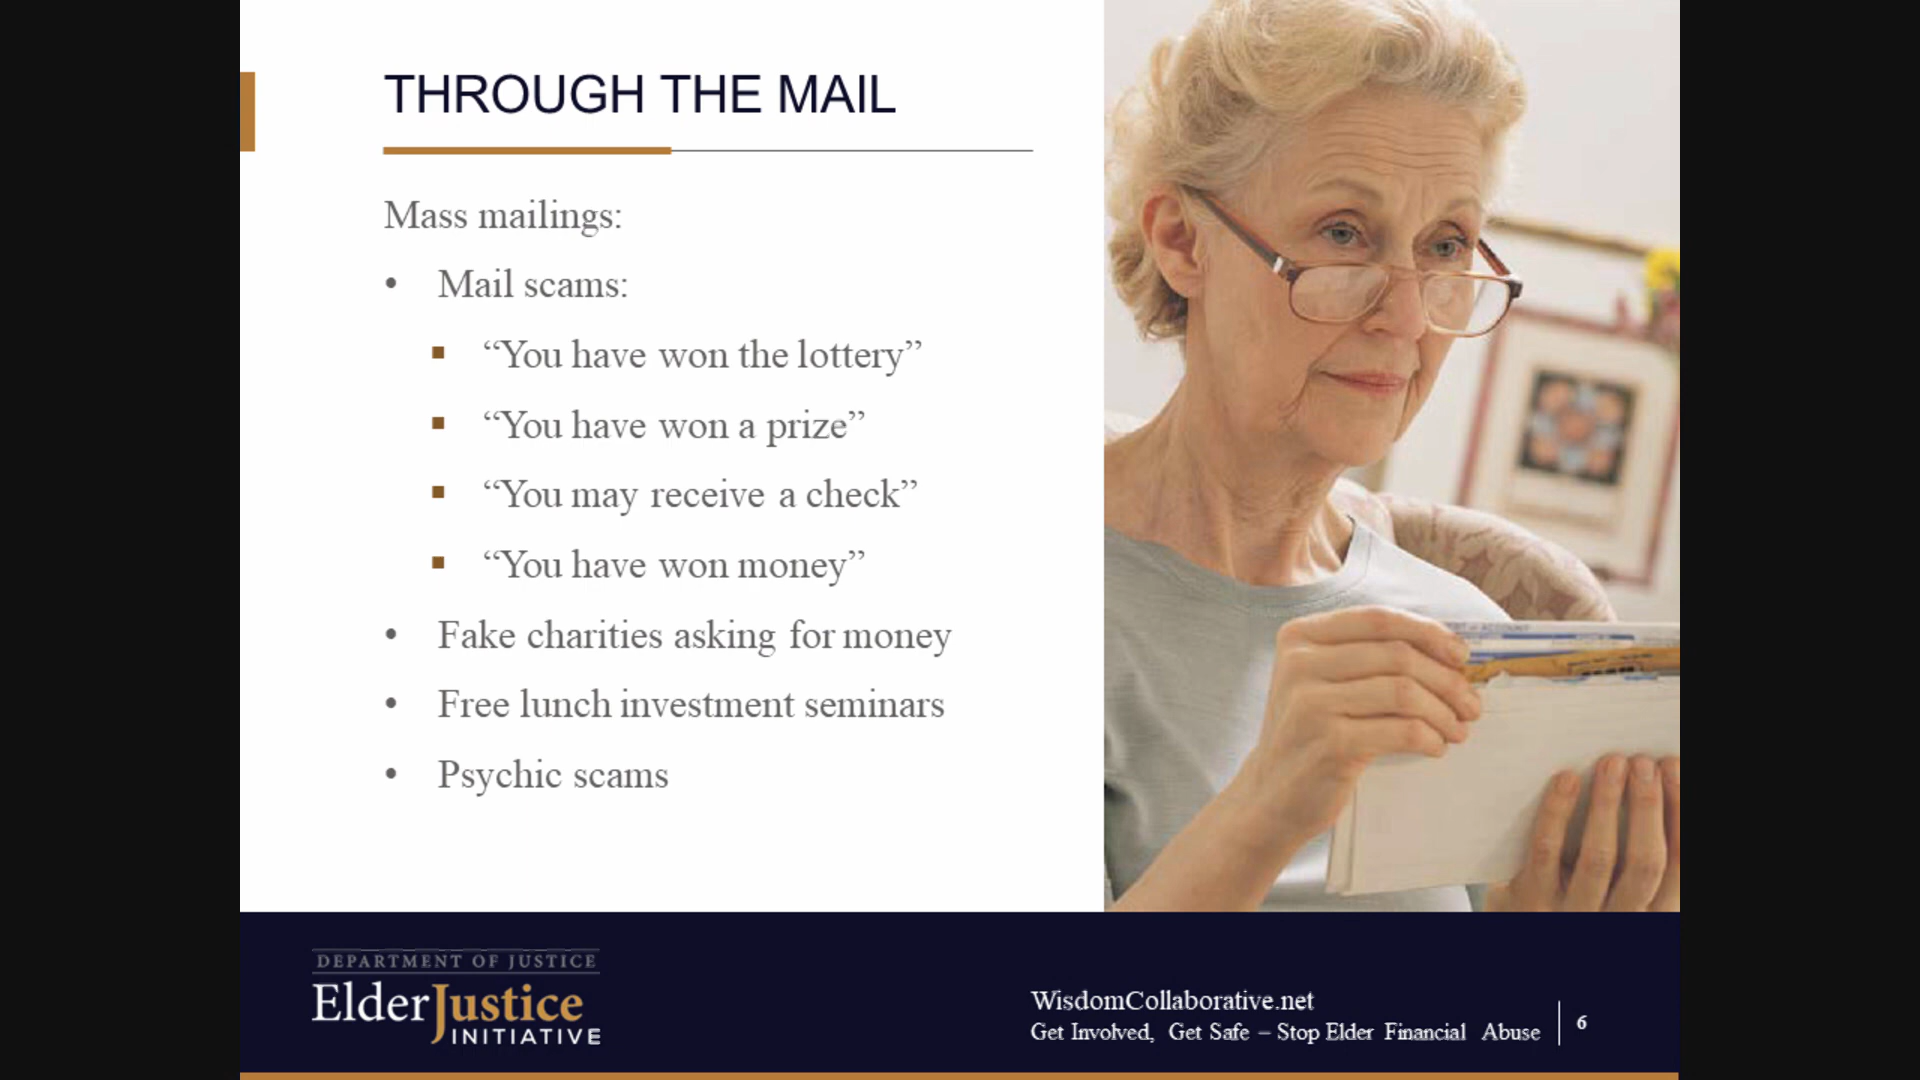 THROUGH THE MAIL
Mass mailings:
• Mail scams:
▪ “You have won the lottery”
▪ “You have won a prize”
▪ “You may receive a check”
▪ “You have won money”
• Fake charities asking for money
• Free lunch investment seminars
• Psychic scams
DEPARTMENT OF JUSTICE
ElderJustice
INITIATIVE
WisdomCollaborative.net
Get Involved, Get Safe – Stop Elder Financial Abuse
6